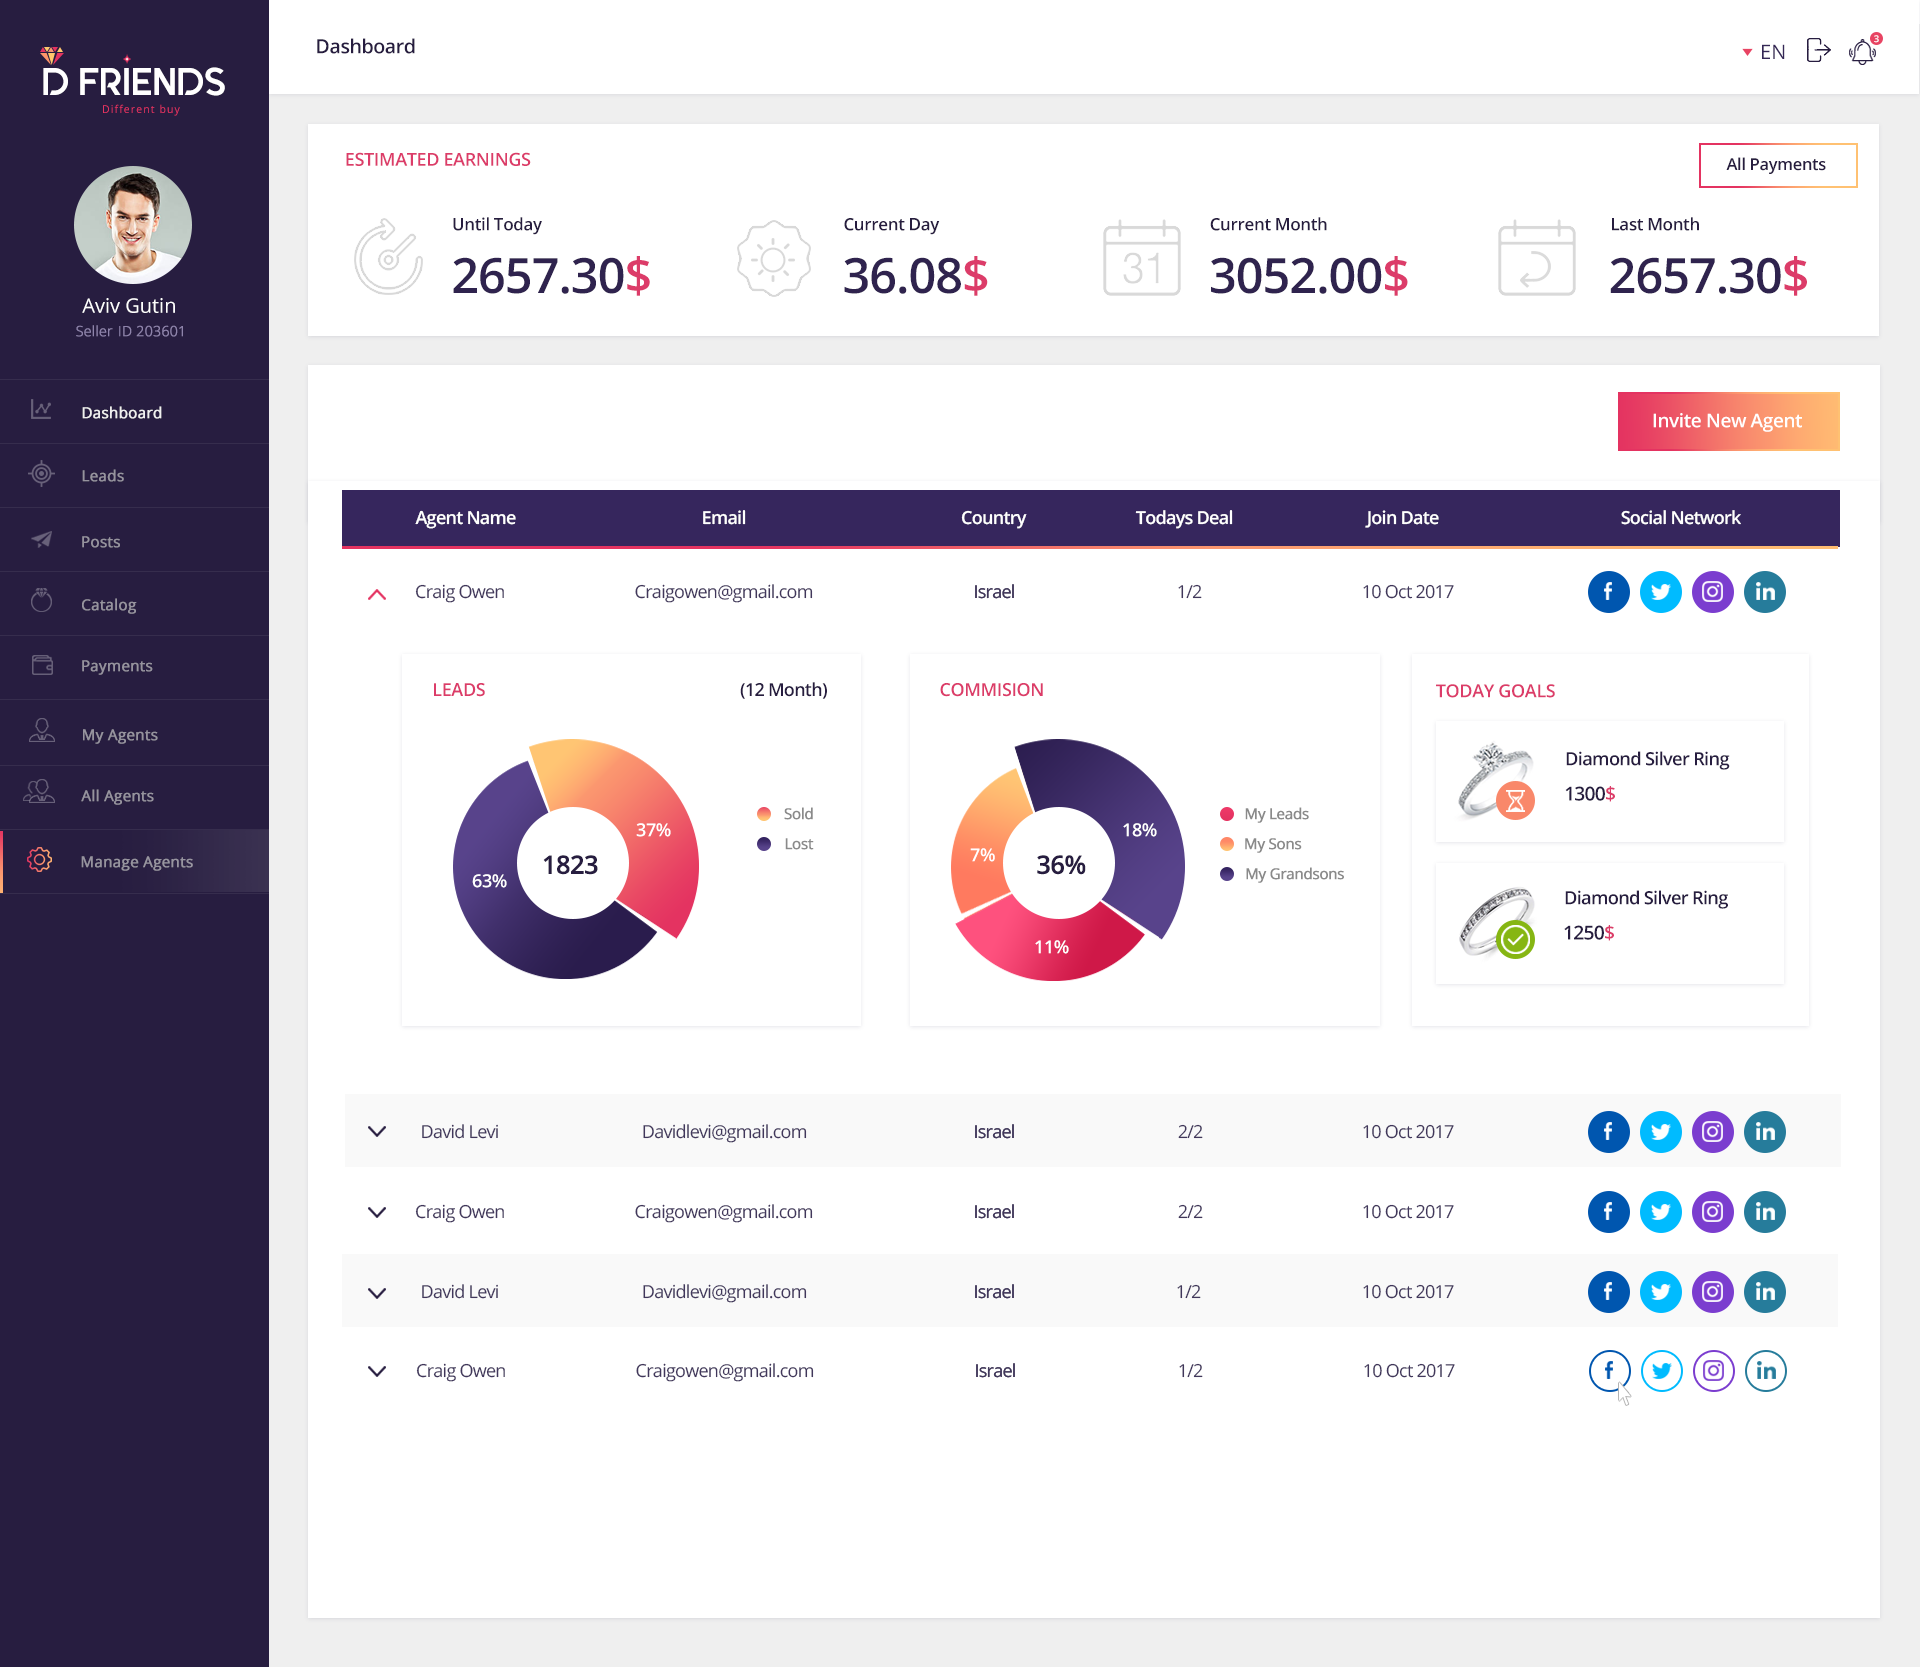 D FRIENDS
Different buy
Aviv Gutin
Seller ID 203601
Dashboard
Leads
Posts
Catalog
Payments
My Agents
All Agents
Manage Agents
Dashboard
EN
3
ESTIMATED EARNINGS
All Payments
Until Today
2657.30$
Current Day
36.08$
31
Current Month
3052.00$
Last Month
2657.30$
Invite New Agent
Agent Name Email Country Todays Deal Join Date Social Network
Craig Owen Craigowen@gmail.com Israel 1/2 10 Oct 2017 f in
LEADS (12 Month)
37%
63%
1823
Sold
Lost
COMMISION
18%
7%
36%
11%
My Leads
My Sons
My Grandsons
TODAY GOALS
Diamond Silver Ring
1300$
Diamond Silver Ring
1250$
David Levi Davidlevi@gmail.com Israel 2/2 10 Oct 2017 f in
Craig Owen Craigowen@gmail.com Israel 2/2 10 Oct 2017 f in
David Levi Davidlevi@gmail.com Israel 1/2 10 Oct 2017 f in
Craig Owen Craigowen@gmail.com Israel 1/2 10 Oct 2017 f in